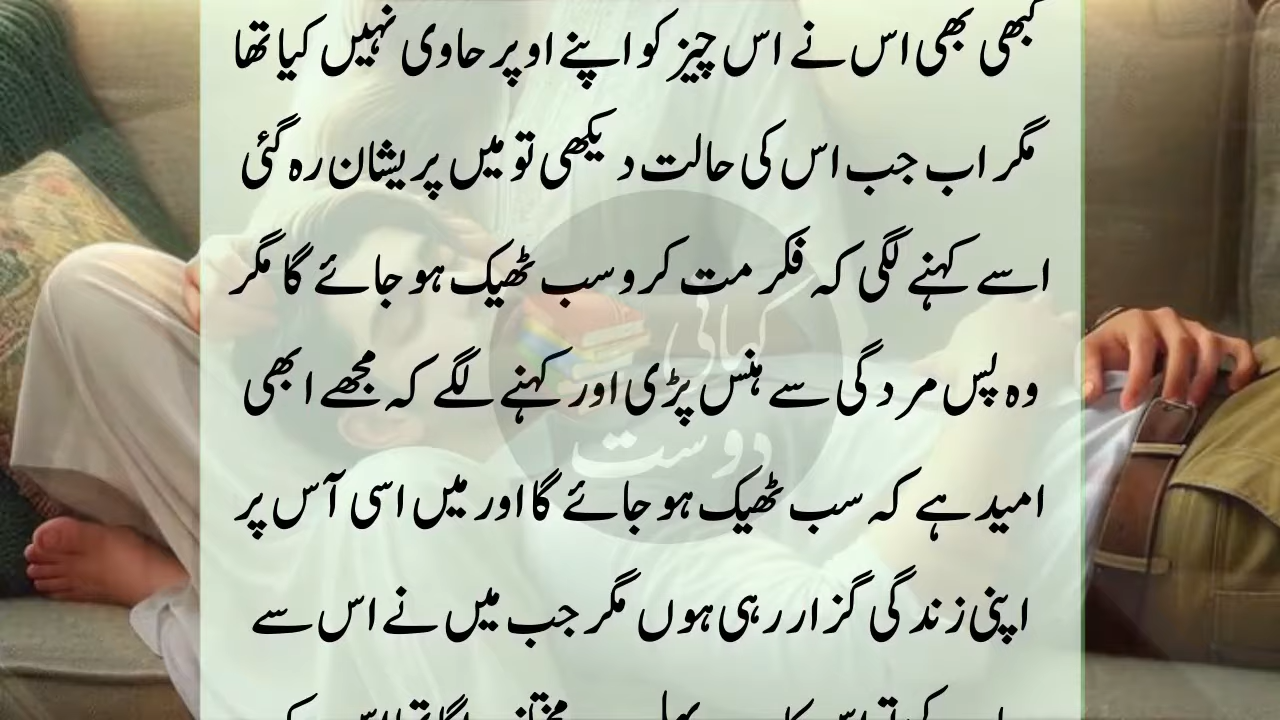 کبھی بھی اس نے اس چیز کو اپنے اوپر حاوی نہیں کیا تھا
مگر اب جب اس کی حالت دیکھی تو میں پریشان رہ گئی
اسے کہنے لگی کہ فکر مت کرو سب ٹھیک ہو جائے گا مگر
وہ پس مردگی سے ہنس پڑی اور کہنے لگے کہ مجھے ابھی
امید ہے کہ سب ٹھیک ہو جائے گا اور میں اسی آس پر
اپنی زندگی گزار رہی ہوں مگر جب میں نے اس سے
کہانی
دوست